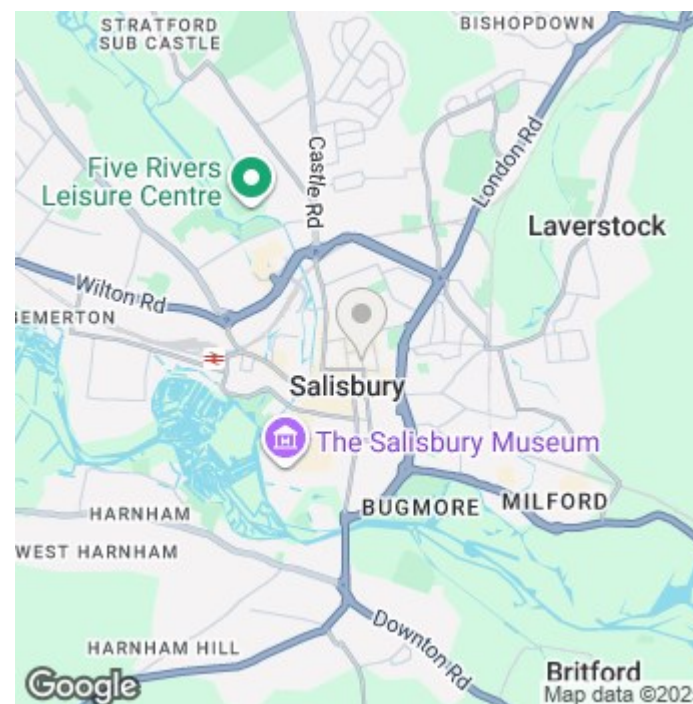 STRATFORD
SUB CASTLE
BISHOPDOWN
Castle Rd
London Rd
Five Rivers
Leisure Centre
Laverstock
Wilton Rd
BEMERTON
Salisbury
The Salisbury Museum
BUGMORE
MILFORD
HARNHAM
WEST HARNHAM
Downton Rd
HARNHAM HILL
Britford
Google
Map data ©202